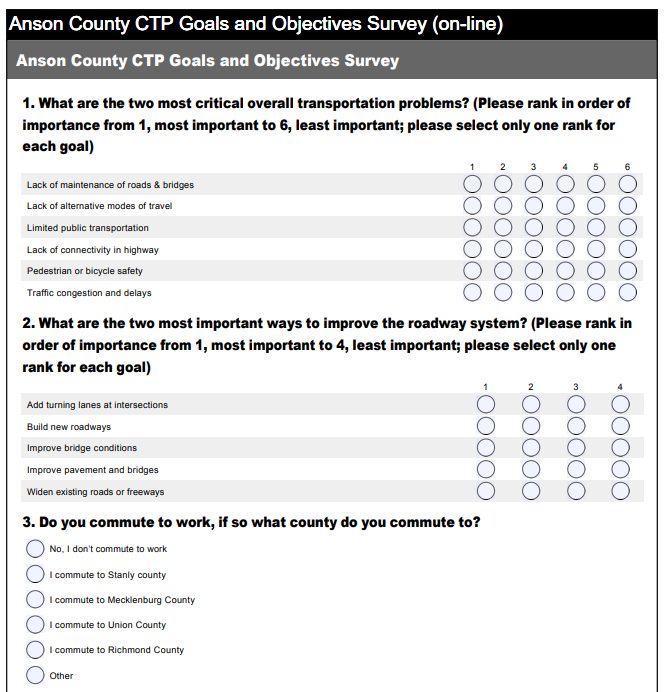 Anson County CTP Goals and Objectives Survey (on-line)
Anson County CTP Goals and Objectives Survey
1. What are the two most critical overall transportation problems? (Please rank in order of
importance from 1, most important to 6, least important; please select only one rank for
each goal)
1 2 3 4 5 6
Lack of maintenance of roads & bridges
Lack of alternative modes of travel
Limited public transportation
Lack of connectivity in highway
Pedestrian or bicycle safety
Traffic congestion and delays
2. What are the two most important ways to improve the roadway system? (Please rank in
order of importance from 1, most important to 4, least important; please select only one
rank for each goal)
1 2 3 4
Add turning lanes at intersections
Build new roadways
Improve bridge conditions
Improve pavement and bridges
Widen existing roads or freeways
3. Do you commute to work, if so what county do you commute to?
No, I don't commute to work
I commute to Stanly county
I commute to Mecklenburg County
I commute to Union County
I commute to Richmond County
Other